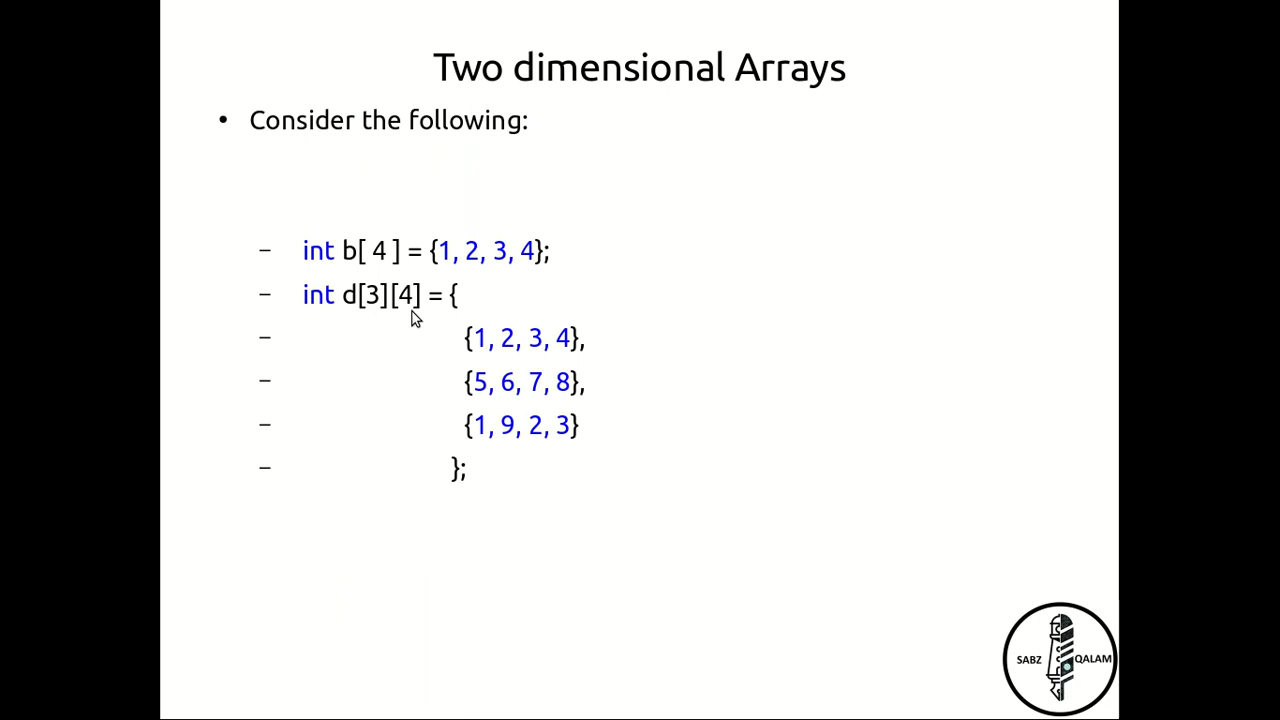 Two dimensional Arrays
• Consider the following:
– int b[ 4 ] = {1, 2, 3, 4};
– int d[3][4] = {
– {1, 2, 3, 4},
– {5, 6, 7, 8},
– {1, 9, 2, 3}
– };
SABZ QALAM